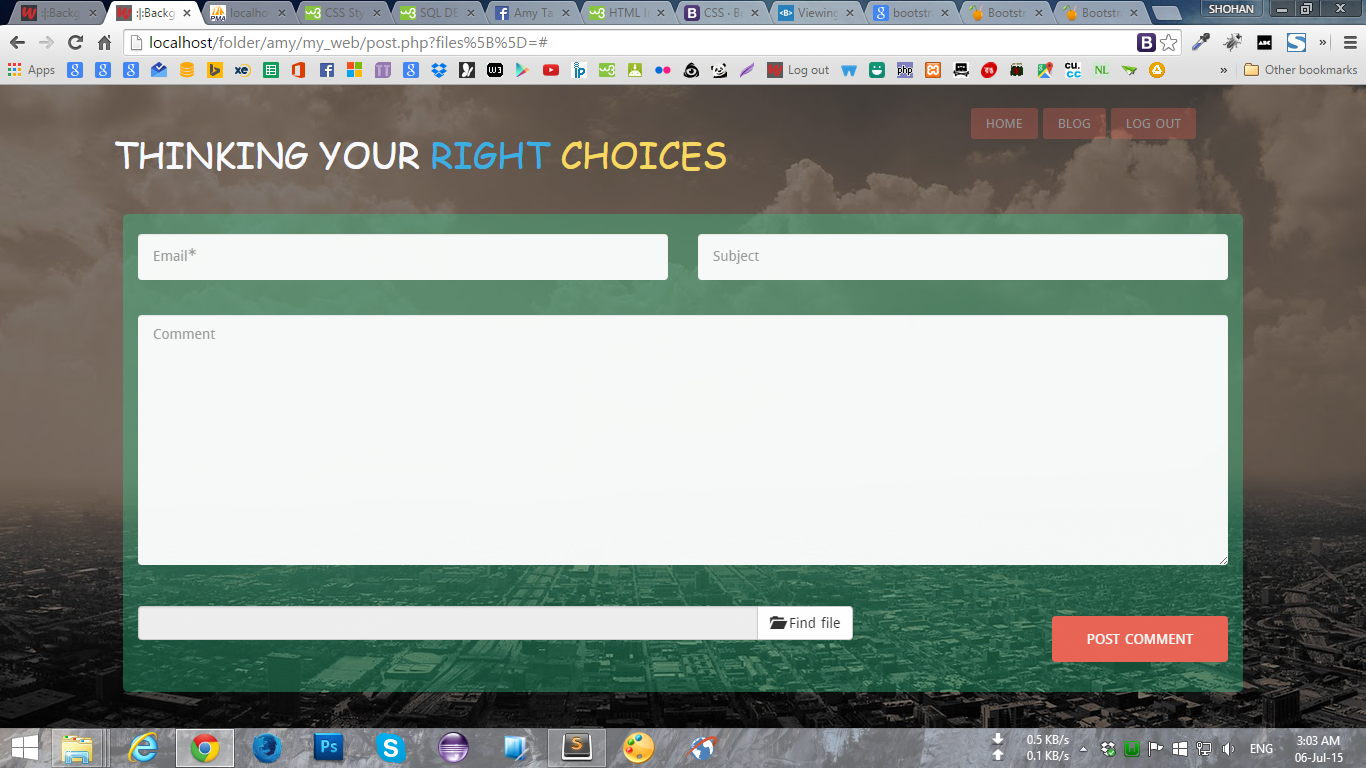 SHOHAN
:|:Backg
:|:Backg
localho
CSS Sty
SQL DE
Amy Ta
HTML I
CSS · B
Viewing
bootstr
Bootstr
Bootstr
localhost/folder/amy/my_web/post.php?files%5B%5D=#
Apps
Log out
NL
»
Other bookmarks
HOME
BLOG
LOG OUT
THINKING YOUR RIGHT CHOICES
Email*
Subject
Comment
Find file
POST COMMENT
0.5 KB/s
0.1 KB/s
ENG
3:03 AM
06-Jul-15